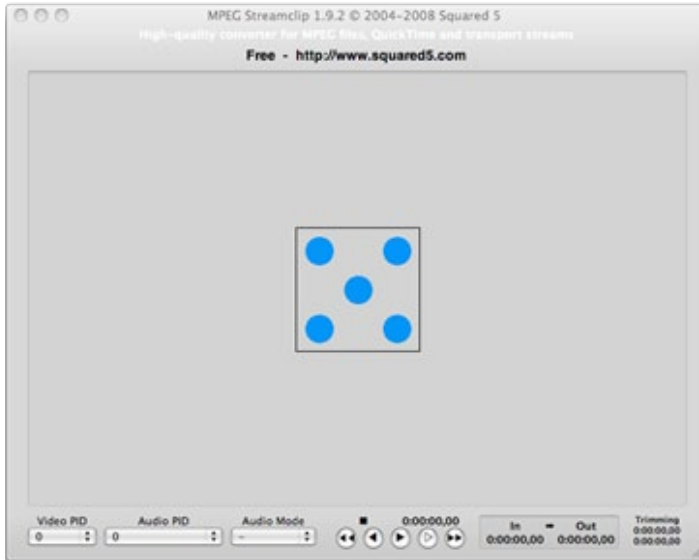 MPEG Streamclip 1.9.2 © 2004-2008 Squared 5
High-quality converter for MPEG files, QuickTime and transport streams
Free - http://www.squared5.com
Video PID Audio PID Audio Mode 0:00:00,00 In Out Trimming
0 0 - 0:00:00,00 0:00:00,00 0:00:00,00
0:00:00,00